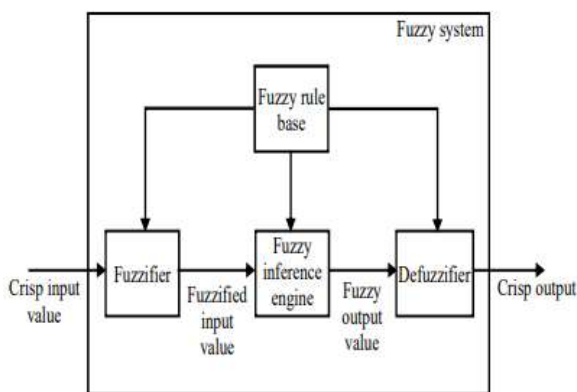 Fuzzy system
Fuzzy rule
base
Fuzzifier
Fuzzy
inference
engine
Defuzzifier
Crisp input
value
Fuzzified
input
value
Fuzzy
output
value
Crisp output